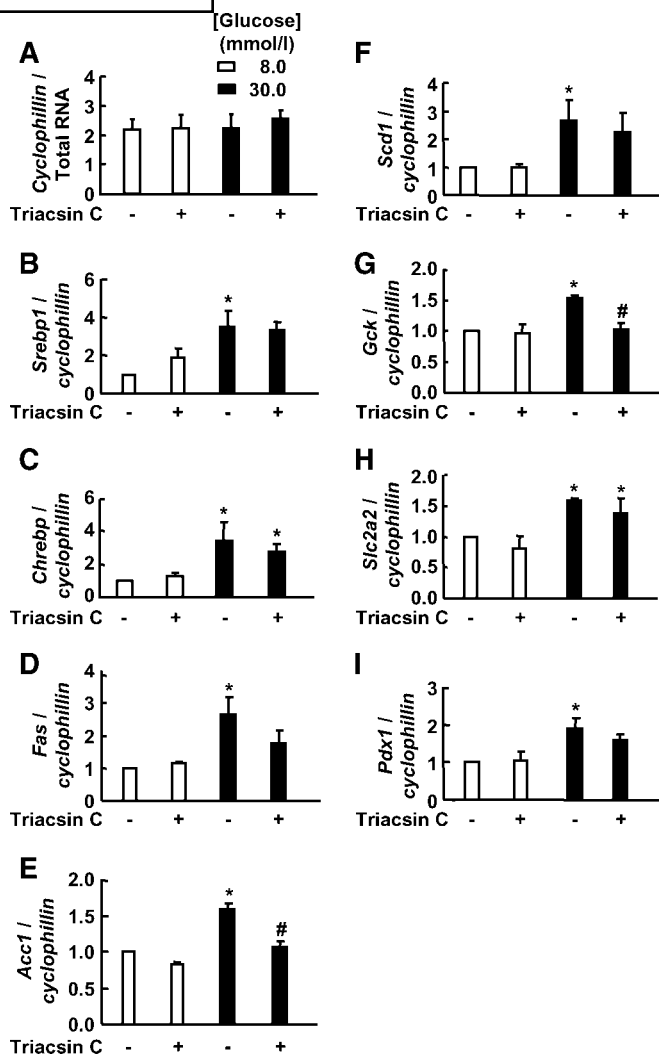 [Glucose]
(mmol/l)
8.0
30.0
A
Cyclophillin /
Total RNA
4
3
2
1
0
Triacsin C - + - +
B
Srebp1 /
cyclophillin
6
4
2
0
*
Triacsin C - + - +
C
Chrebp /
cyclophillin
6
4
2
0
* *
Triacsin C - + - +
D
Fas /
cyclophillin
4
3
2
1
0
*
Triacsin C - + - +
E
Acc1 /
cyclophillin
2.0
1.5
1.0
0.5
0.0
* #
Triacsin C - + - +
F
Scd1 /
cyclophillin
4
3
2
1
0
*
Triacsin C - + - +
G
Gck /
cyclophillin
2.0
1.5
1.0
0.5
0.0
* #
Triacsin C - + - +
H
Slc2a2 /
cyclophillin
2.0
1.5
1.0
0.5
0.0
* *
Triacsin C - + - +
I
Pdx1 /
cyclophillin
3
2
1
0
*
Triacsin C - + - +